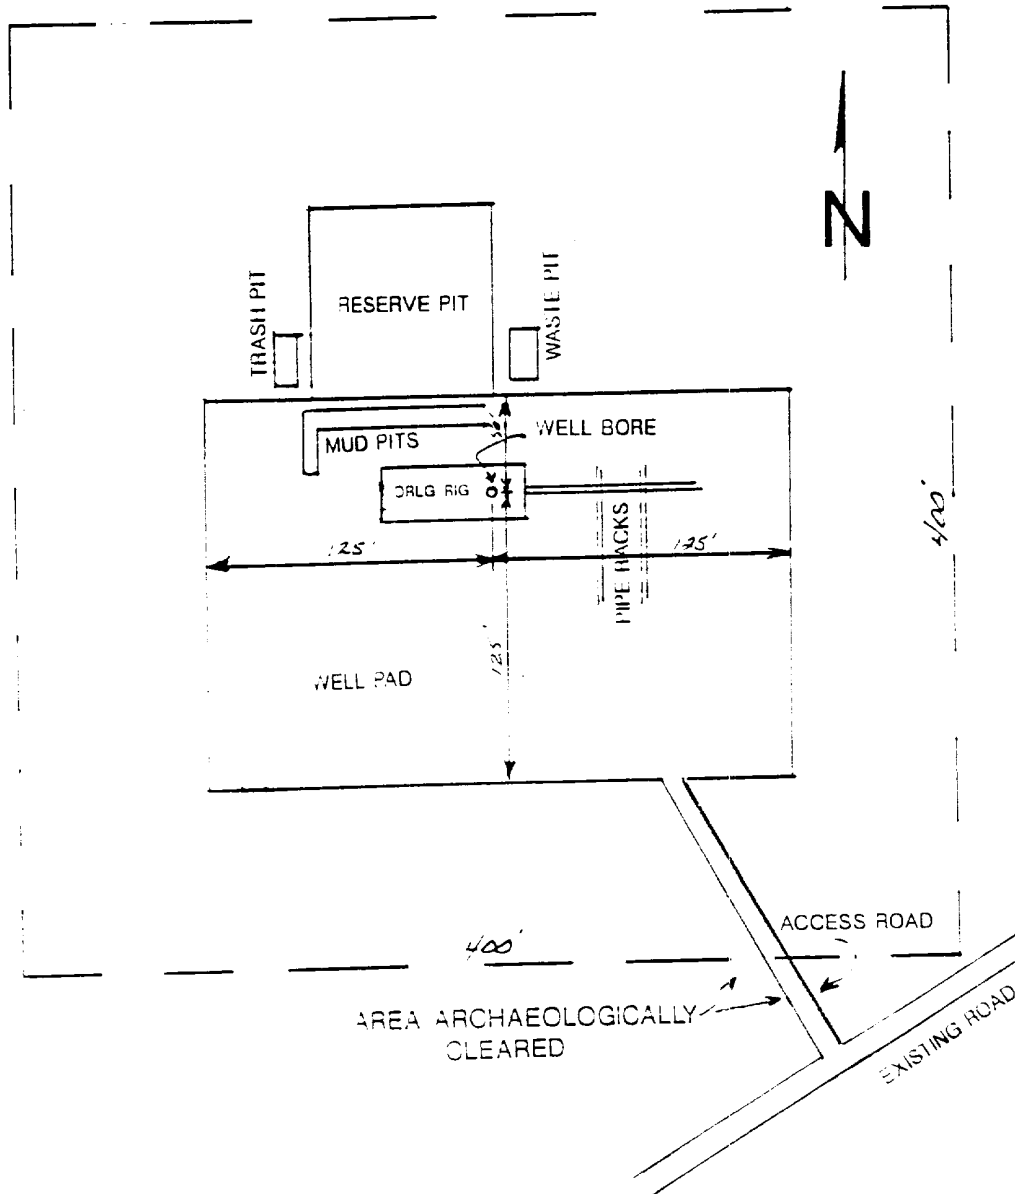 N
TRASH PIT
RESERVE PIT
WASTE PIT
MUD PITS
WELL BORE
DRLG RIG
125'
125'
PIPE RACKS
400'
125'
WELL PAD
ACCESS ROAD
400'
AREA ARCHAEOLOGICALLY
CLEARED
EXISTING ROAD